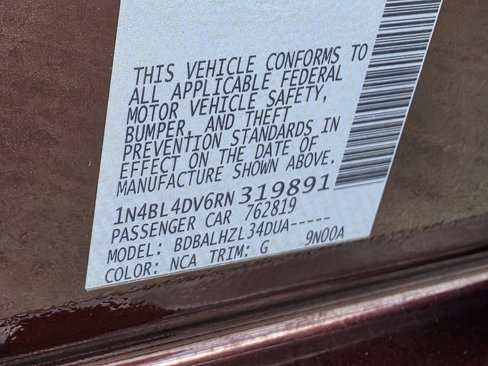 THIS VEHICLE CONFORMS TO
ALL APPLICABLE FEDERAL
MOTOR VEHICLE SAFETY,
BUMPER, AND THEFT
PREVENTION STANDARDS IN
EFFECT ON THE DATE OF
MANUFACTURE SHOWN ABOVE.
1N4BL4DV6RN319891
PASSENGER CAR 762819
MODEL: BDBALHZL34DUA-----
COLOR: NCA TRIM: G 9N00A